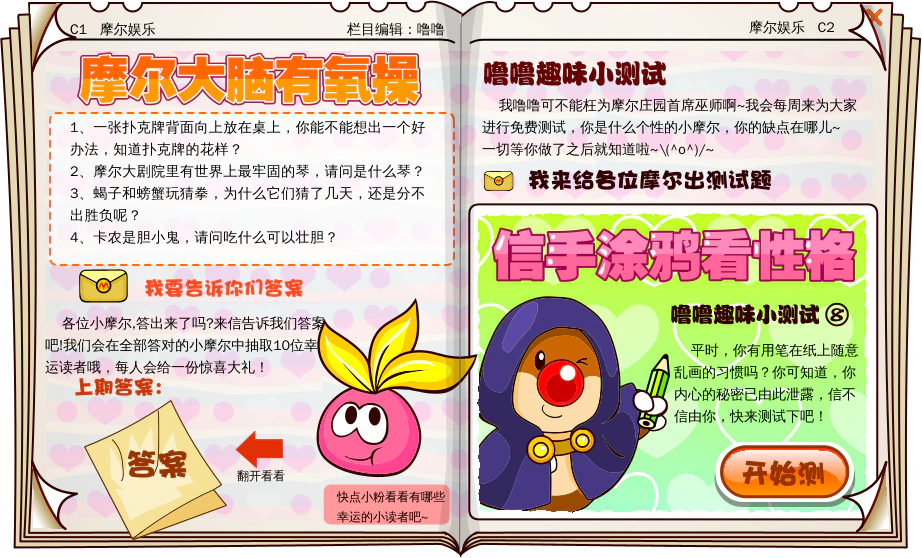 C1 摩尔娱乐
栏目编辑：噜噜
摩尔大脑有氧操
1、一张扑克牌背面向上放在桌上，你能不能想出一个好
办法，知道扑克牌的花样？
2、摩尔大剧院里有世界上最牢固的琴，请问是什么琴？
3、蝎子和螃蟹玩猜拳，为什么它们猜了几天，还是分不
出胜负呢？
4、卡农是胆小鬼，请问吃什么可以壮胆？
我要告诉你们答案
各位小摩尔,答出来了吗?来信告诉我们答案
吧!我们会在全部答对的小摩尔中抽取10位幸
运读者哦，每人会给一份惊喜大礼！
上期答案：
答案
翻开看看
快点小粉看看有哪些
幸运的小读者吧~
摩尔娱乐 C2
噜噜趣味小测试
我噜噜可不能枉为摩尔庄园首席巫师啊~我会每周来为大家
进行免费测试，你是什么个性的小摩尔，你的缺点在哪儿~
一切等你做了之后就知道啦~\(^o^)/~
我来给各位摩尔出测试题
信手涂鸦看性格
噜噜趣味小测试⑧
平时，你有用笔在纸上随意
乱画的习惯吗？你可知道，你
内心的秘密已由此泄露，信不
信由你，快来测试下吧！
开始测